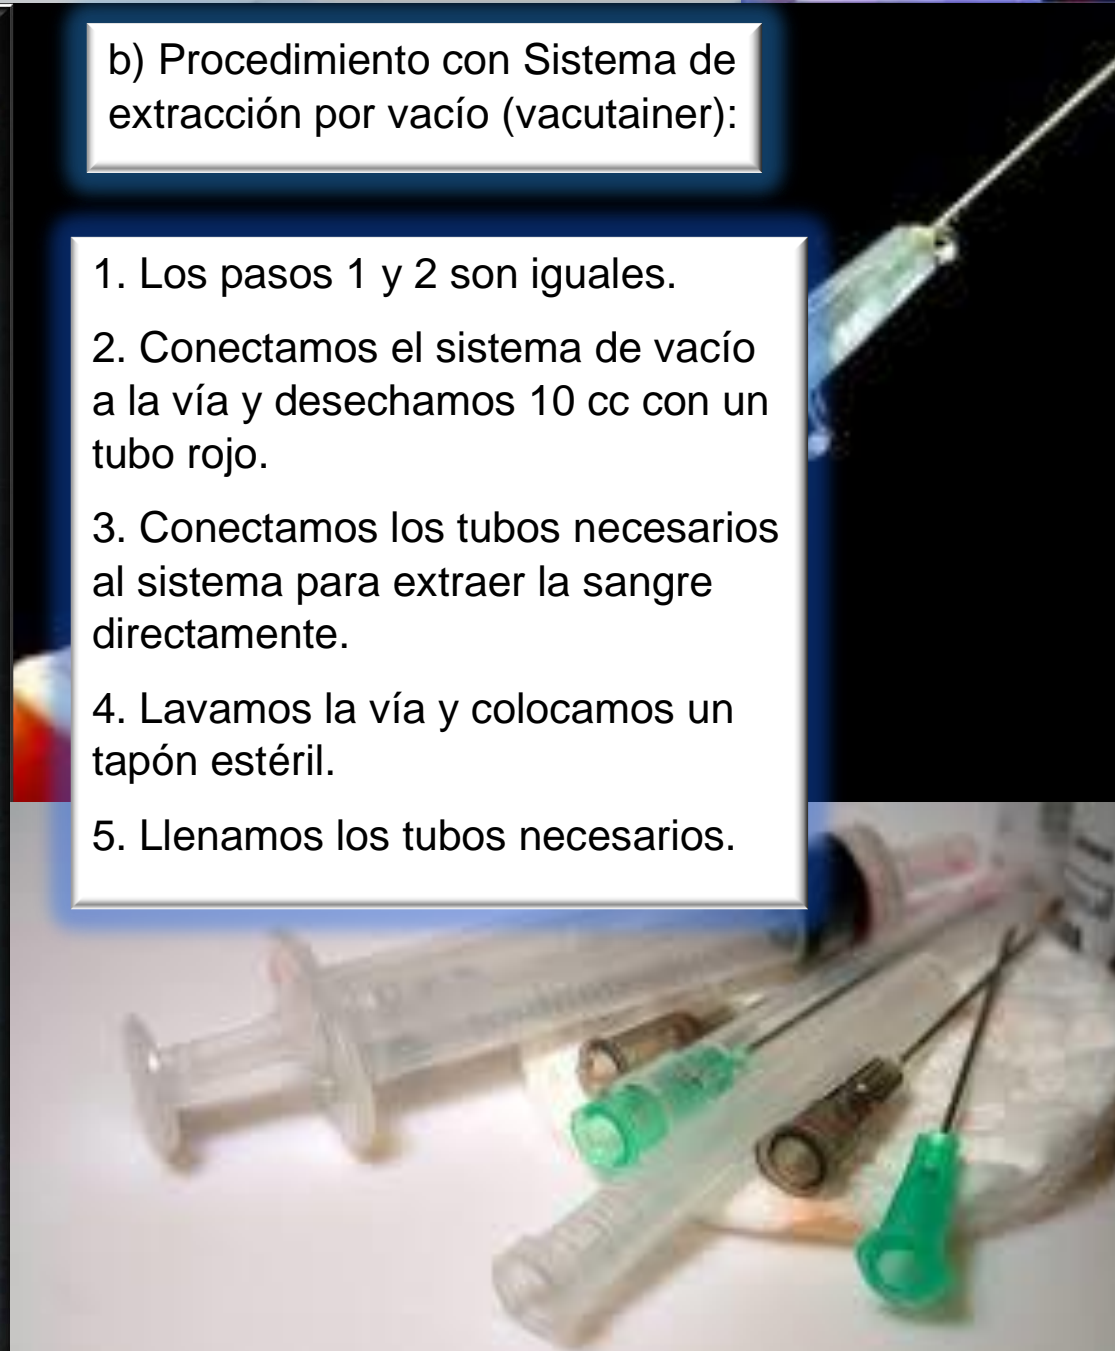 b) Procedimiento con Sistema de
extracción por vacío (vacutainer):
1. Los pasos 1 y 2 son iguales.
2. Conectamos el sistema de vacío
a la vía y desechamos 10 cc con un
tubo rojo.
3. Conectamos los tubos necesarios
al sistema para extraer la sangre
directamente.
4. Lavamos la vía y colocamos un
tapón estéril.
5. Llenamos los tubos necesarios.